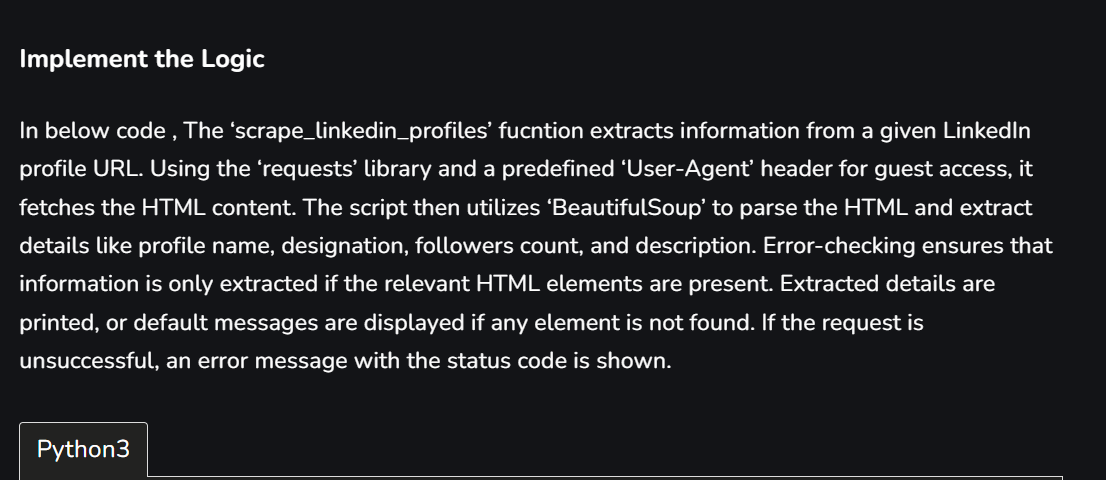 Implement the Logic
In below code , The ‘scrape_linkedin_profiles’ fucntion extracts information from a given LinkedIn
profile URL. Using the ‘requests’ library and a predefined ‘User-Agent’ header for guest access, it
fetches the HTML content. The script then utilizes ‘BeautifulSoup’ to parse the HTML and extract
details like profile name, designation, followers count, and description. Error-checking ensures that
information is only extracted if the relevant HTML elements are present. Extracted details are
printed, or default messages are displayed if any element is not found. If the request is
unsuccessful, an error message with the status code is shown.
Python3